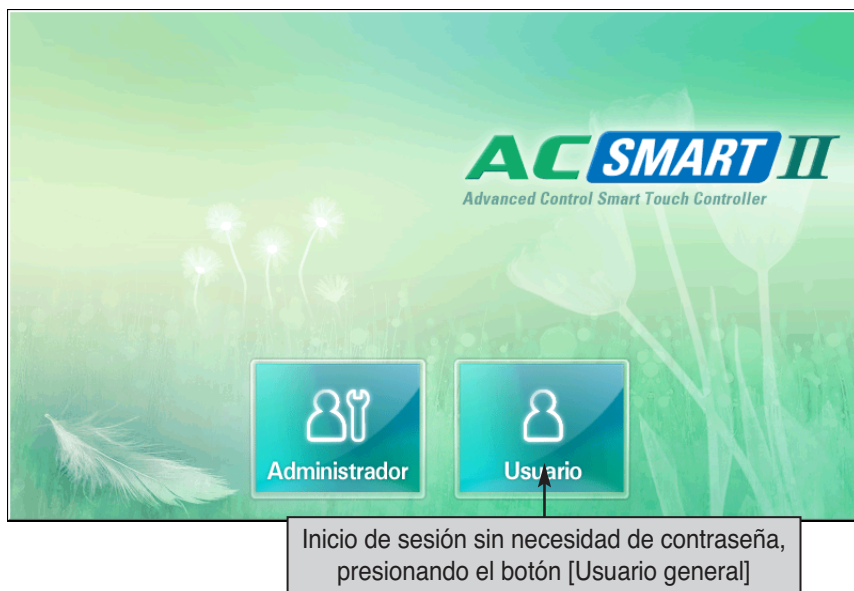 AC SMART II
Advanced Control Smart Touch Controller
Administrador
Usuario
Inicio de sesión sin necesidad de contraseña,
presionando el botón [Usuario general]